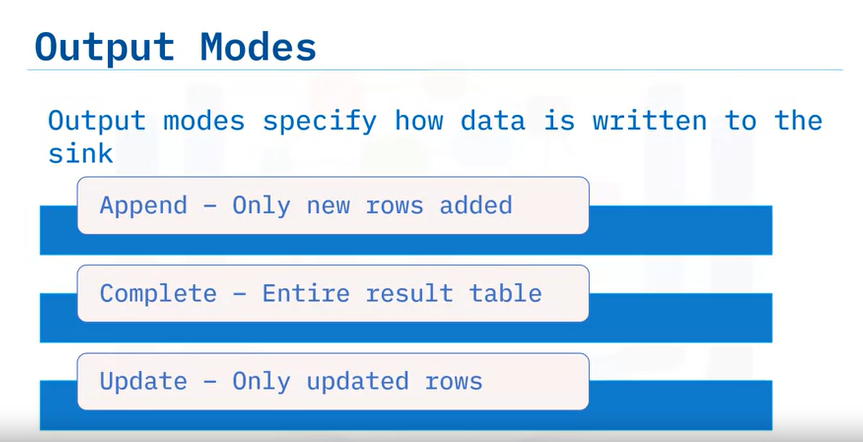 Output Modes
Output modes specify how data is written to the
sink
Append – Only new rows added
Complete – Entire result table
Update – Only updated rows